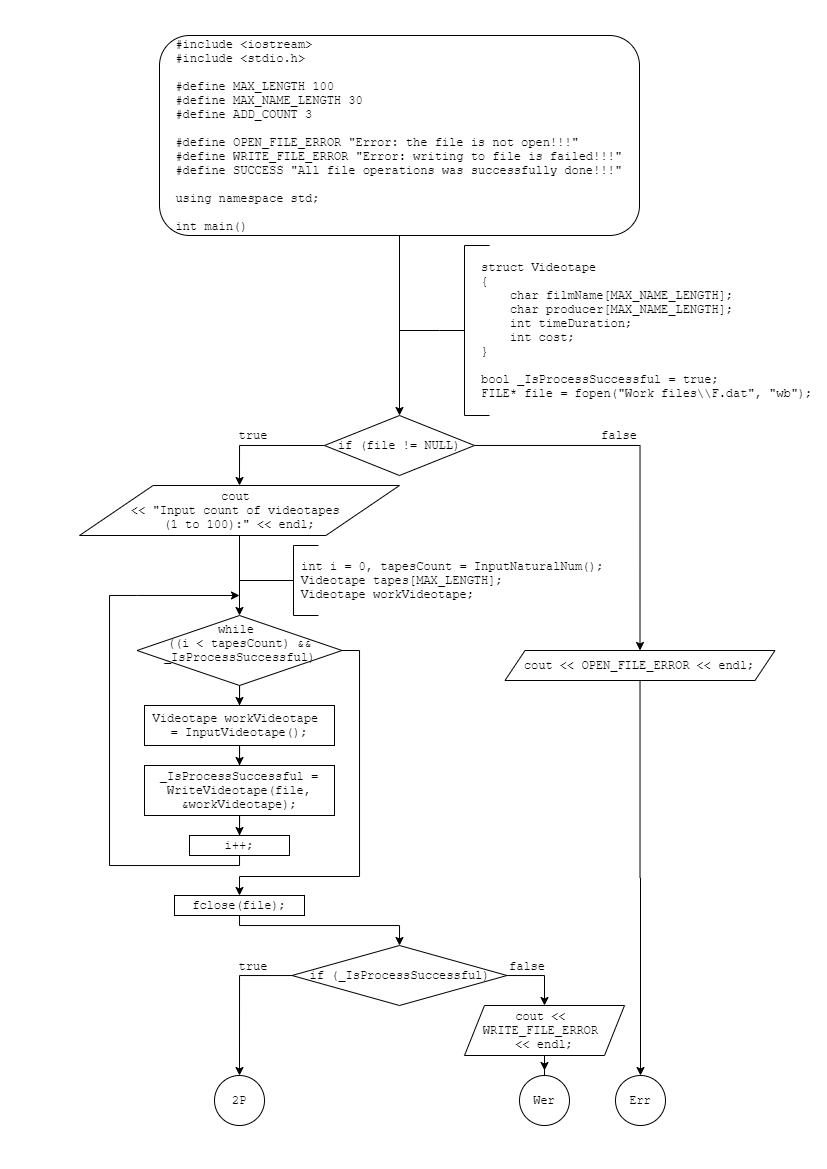 #include <iostream>
#include <stdio.h>
#define MAX_LENGTH 100
#define MAX_NAME_LENGTH 30
#define ADD_COUNT 3
#define OPEN_FILE_ERROR "Error: the file is not open!!!"
#define WRITE_FILE_ERROR "Error: writing to file is failed!!!"
#define SUCCESS "All file operations was successfully done!!!"
using namespace std;
int main()
struct Videotape
{
    char filmName[MAX_NAME_LENGTH];
    char producer[MAX_NAME_LENGTH];
    int timeDuration;
    int cost;
}
bool _IsProcessSuccessful = true;
FILE* file = fopen("Work files\\F.dat", "wb");
true
if (file != NULL)
false
cout
<< "Input count of videotapes
(1 to 100):" << endl;
int i = 0, tapesCount = InputNaturalNum();
Videotape tapes[MAX_LENGTH];
Videotape workVideotape;
while
((i < tapesCount) &&
_IsProcessSuccessful)
cout << OPEN_FILE_ERROR << endl;
Videotape workVideotape
= InputVideotape();
_IsProcessSuccessful =
WriteVideotape(file,
&workVideotape);
i++;
fclose(file);
true
if (_IsProcessSuccessful)
false
cout <<
WRITE_FILE_ERROR
<< endl;
2P
Wer
Err